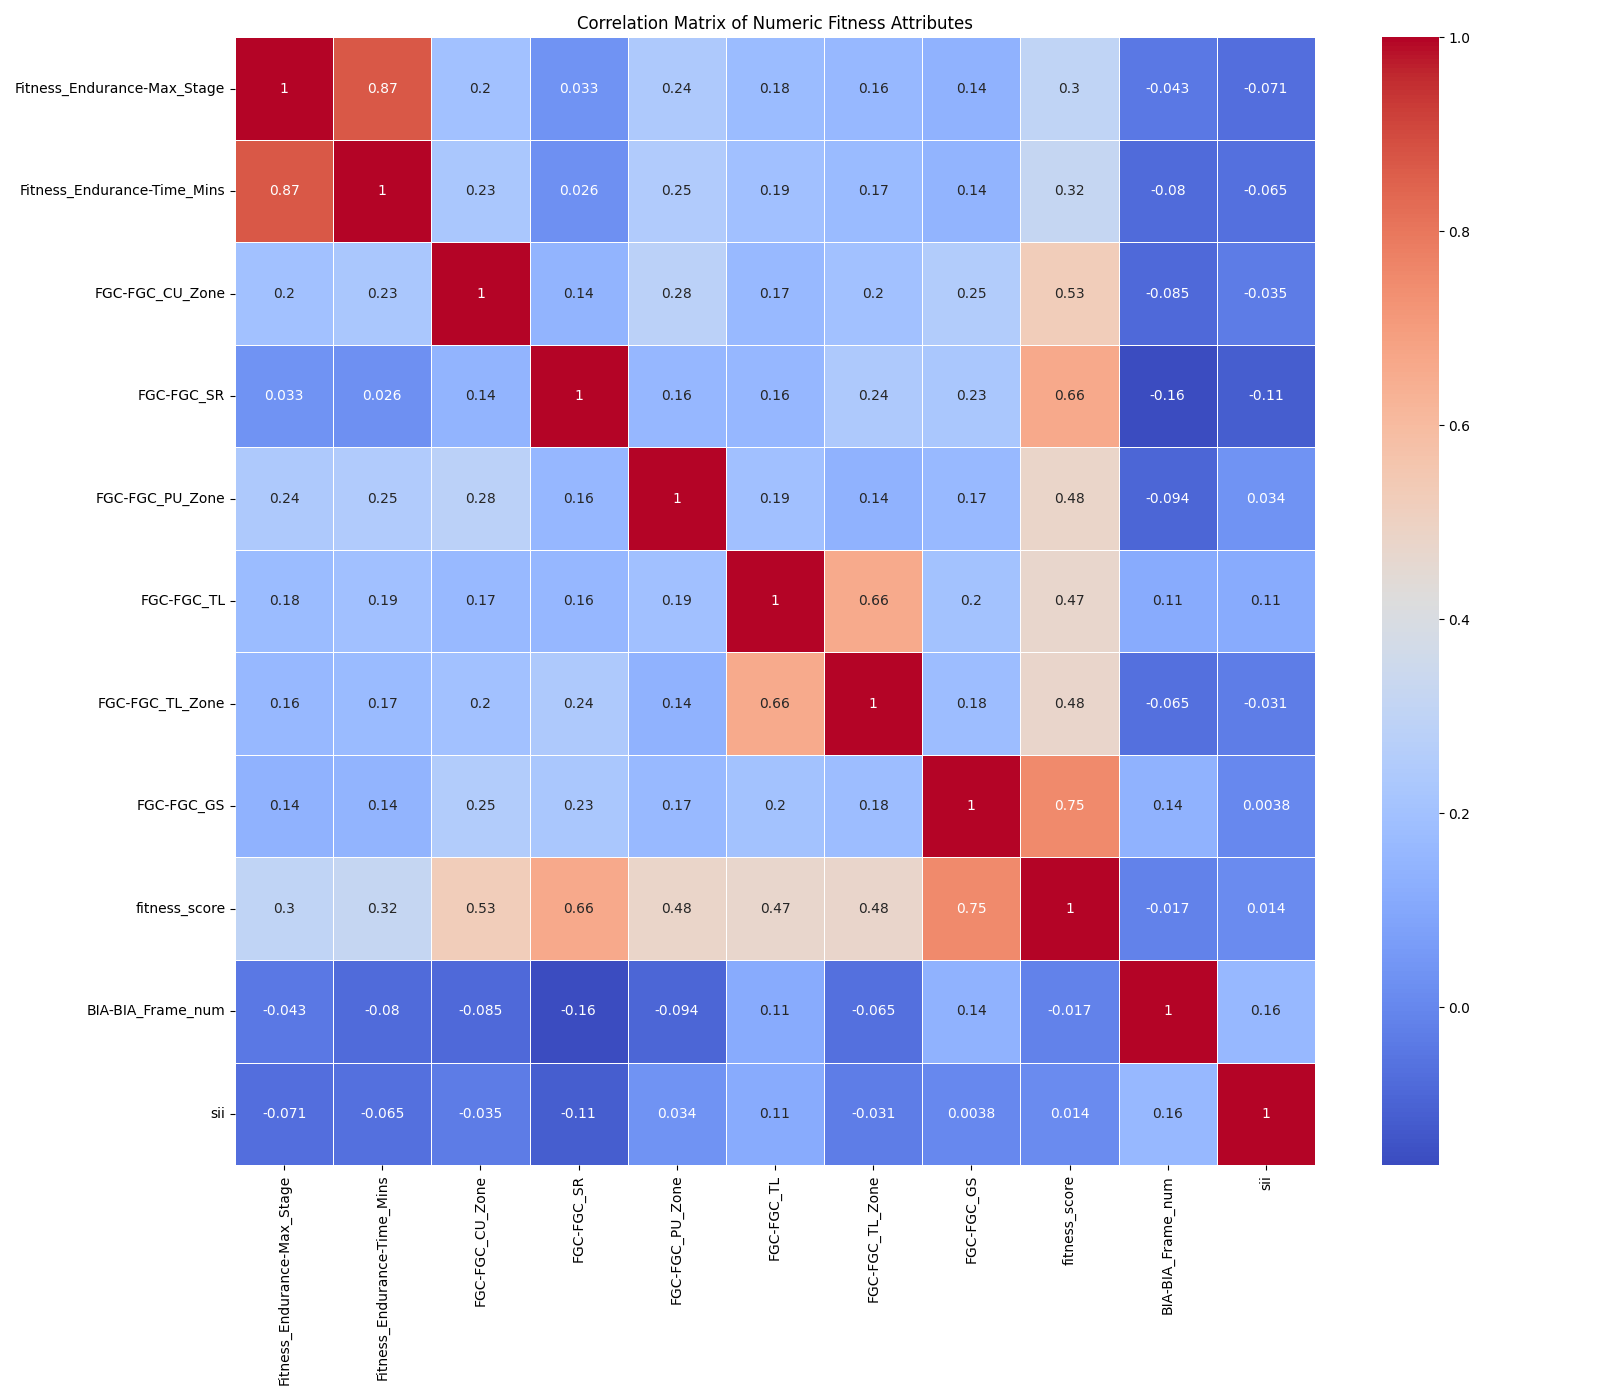 Correlation Matrix of Numeric Fitness Attributes
Fitness_Endurance-Max_Stage 1 0.87 0.2 0.033 0.24 0.18 0.16 0.14 0.3 -0.043 -0.071
Fitness_Endurance-Time_Mins 0.87 1 0.23 0.026 0.25 0.19 0.17 0.14 0.32 -0.08 -0.065
FGC-FGC_CU_Zone 0.2 0.23 1 0.14 0.28 0.17 0.2 0.25 0.53 -0.085 -0.035
FGC-FGC_SR 0.033 0.026 0.14 1 0.16 0.16 0.24 0.23 0.66 -0.16 -0.11
FGC-FGC_PU_Zone 0.24 0.25 0.28 0.16 1 0.19 0.14 0.17 0.48 -0.094 0.034
FGC-FGC_TL 0.18 0.19 0.17 0.16 0.19 1 0.66 0.2 0.47 0.11 0.11
FGC-FGC_TL_Zone 0.16 0.17 0.2 0.24 0.14 0.66 1 0.18 0.48 -0.065 -0.031
FGC-FGC_GS 0.14 0.14 0.25 0.23 0.17 0.2 0.18 1 0.75 0.14 0.0038
fitness_score 0.3 0.32 0.53 0.66 0.48 0.47 0.48 0.75 1 -0.017 0.014
BIA-BIA_Frame_num -0.043 -0.08 -0.085 -0.16 -0.094 0.11 -0.065 0.14 -0.017 1 0.16
sii -0.071 -0.065 -0.035 -0.11 0.034 0.11 -0.031 0.0038 0.014 0.16 1
Fitness_Endurance-Max_Stage
Fitness_Endurance-Time_Mins
FGC-FGC_CU_Zone
FGC-FGC_SR
FGC-FGC_PU_Zone
FGC-FGC_TL
FGC-FGC_TL_Zone
FGC-FGC_GS
fitness_score
BIA-BIA_Frame_num
sii
1.0
0.8
0.6
0.4
0.2
0.0